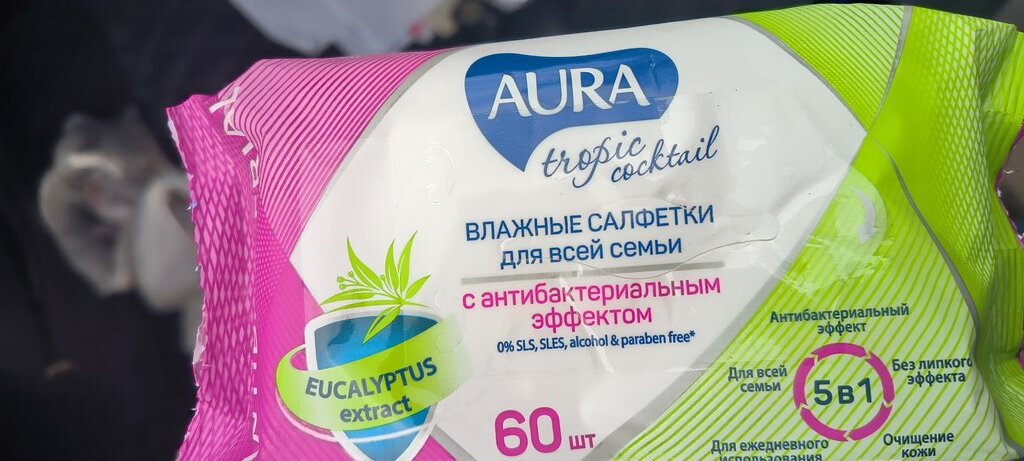 AURA
tropic
cocktail
ВЛАЖНЫЕ САЛФЕТКИ
для всей семьи
с антибактериальным
эффектом
0% SLS, SLES, alcohol & paraben free*
EUCALYPTUS
extract
60 шт
Антибактериальный
эффект
Для всей
семьи
5 в 1
Без липкого
эффекта
Для ежедневного
использования
Очищение
кожи